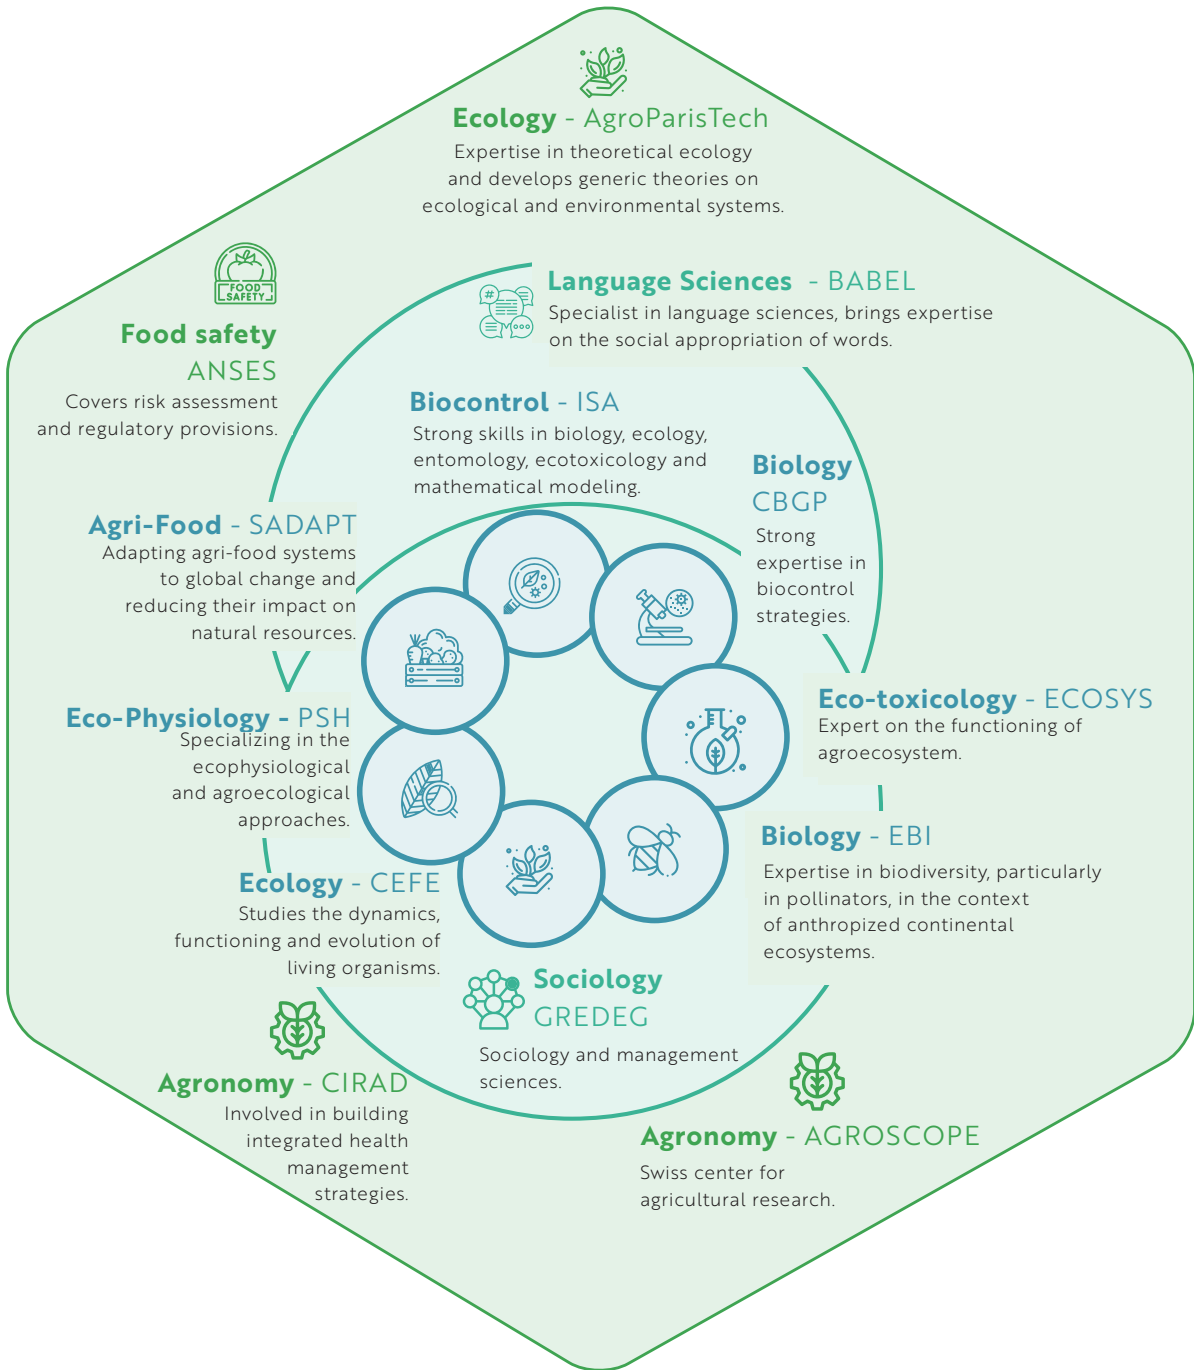 Ecology - AgroParisTech
Expertise in theoretical ecology
and develops generic theories on
ecological and environmental systems.
FOOD
SAFETY
Food safety
ANSES
Covers risk assessment
and regulatory provisions.
#
Language Sciences - BABEL
Specialist in language sciences, brings expertise
on the social appropriation of words.
Biocontrol - ISA
Strong skills in biology, ecology,
entomology, ecotoxicology and
mathematical modeling.
Biology
CBGP
Strong
expertise in
biocontrol
strategies.
Agri-Food - SADAPT
Adapting agri-food systems
to global change and
reducing their impact on
natural resources.
Eco-Physiology - PSH
Specializing in the
ecophysiological
and agroecological
approaches.
Eco-toxicology - ECOSYS
Expert on the functioning of
agroecosystem.
Biology - EBI
Expertise in biodiversity, particularly
in pollinators, in the context
of anthropized continental
ecosystems.
Ecology - CEFE
Studies the dynamics,
functioning and evolution of
living organisms.
Sociology
GREDEG
Sociology and management
sciences.
Agronomy - CIRAD
Involved in building
integrated health
management
strategies.
Agronomy - AGROSCOPE
Swiss center for
agricultural research.